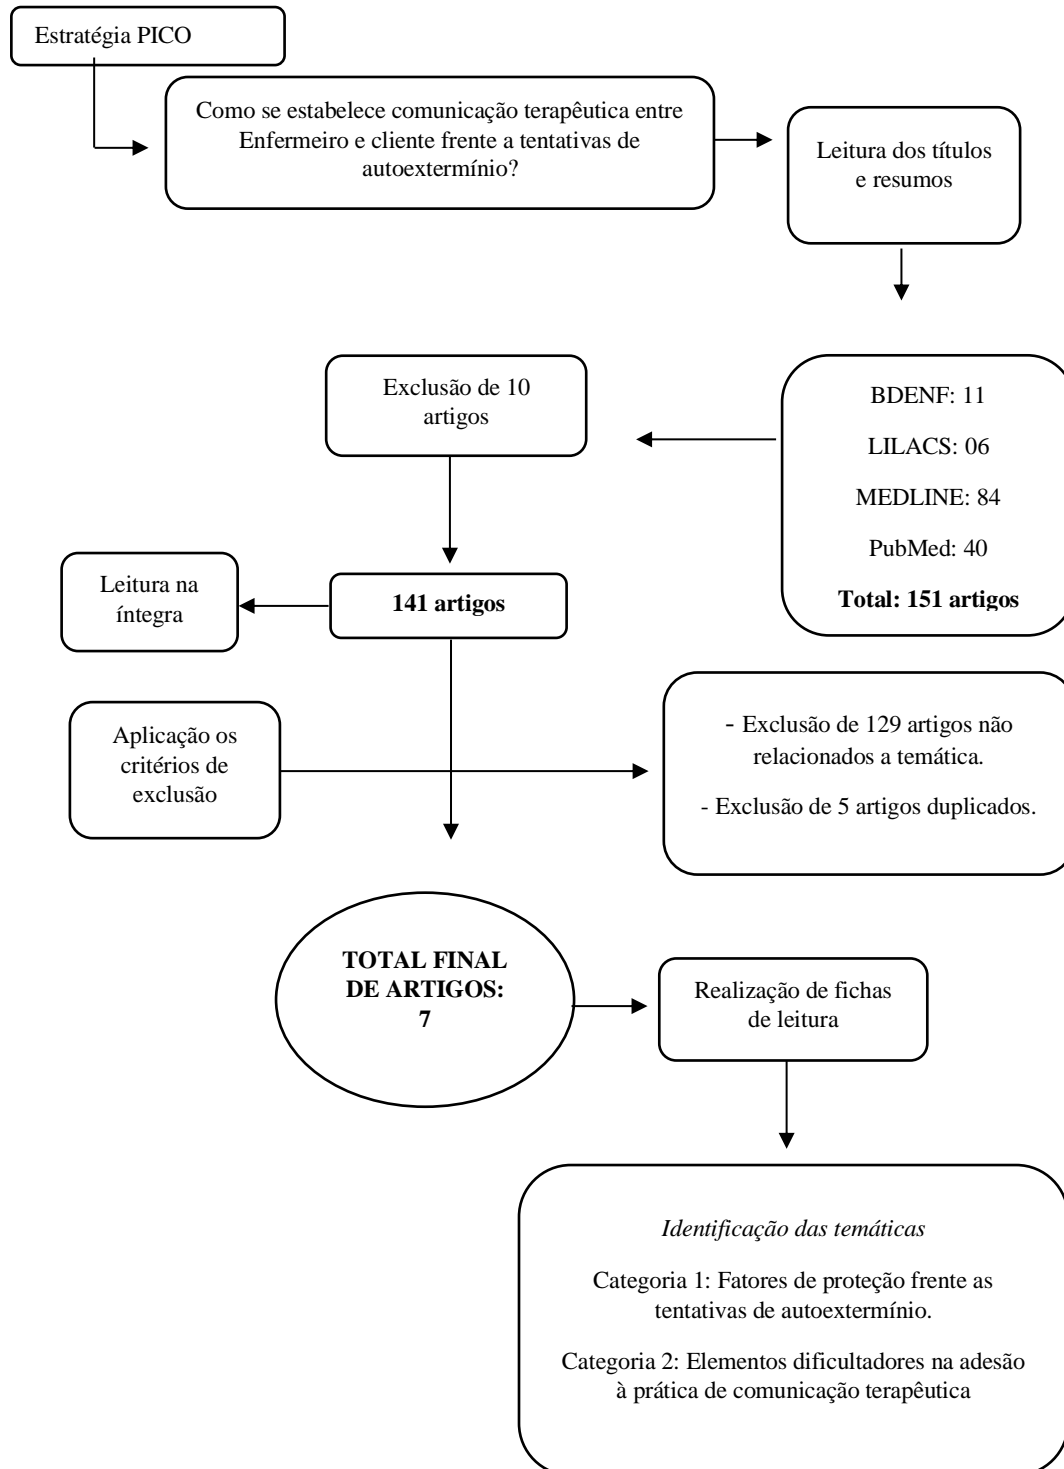 Estratégia PICO
Como se estabelece comunicação terapêutica entre
Enfermeiro e cliente frente a tentativas de
autoextermínio?
Leitura dos títulos
e resumos
BDENF: 11
LILACS: 06
MEDLINE: 84
PubMed: 40
Total: 151 artigos
Exclusão de 10
artigos
141 artigos
Leitura na
íntegra
Aplicação os
critérios de
exclusão
- Exclusão de 129 artigos não
relacionados a temática.
- Exclusão de 5 artigos duplicados.
TOTAL FINAL
DE ARTIGOS:
7
Realização de fichas
de leitura
Identificação das temáticas
Categoria 1: Fatores de proteção frente as
tentativas de autoextermínio.
Categoria 2: Elementos dificultadores na adesão
à prática de comunicação terapêutica